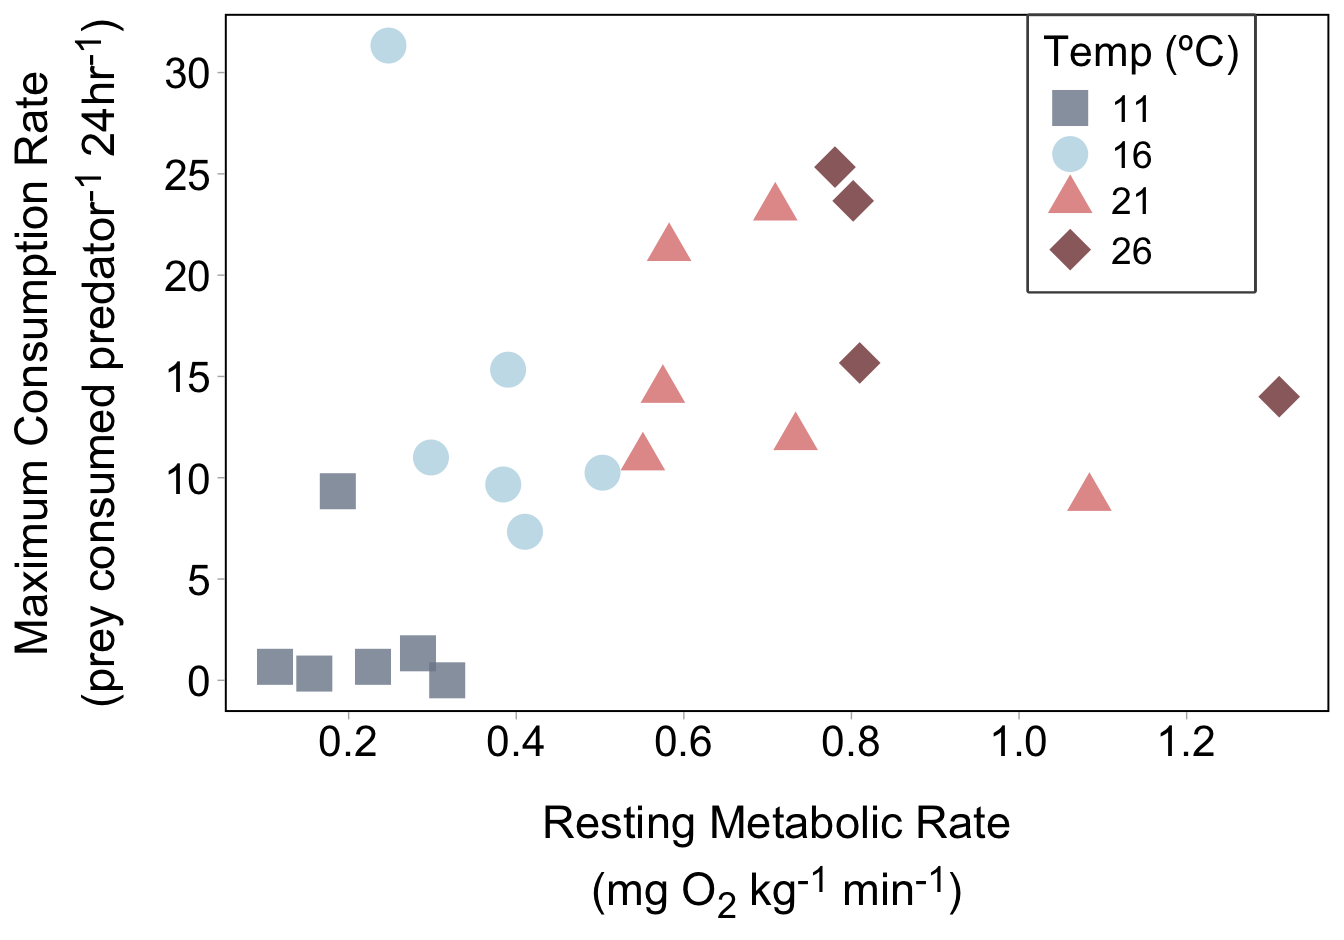 Maximum Consumption Rate
(prey consumed predator⁻¹ 24hr⁻¹)
30
25
20
15
10
5
0
Temp (ºC)
11
16
21
26
0.2 0.4 0.6 0.8 1.0 1.2
Resting Metabolic Rate
(mg O₂ kg⁻¹ min⁻¹)